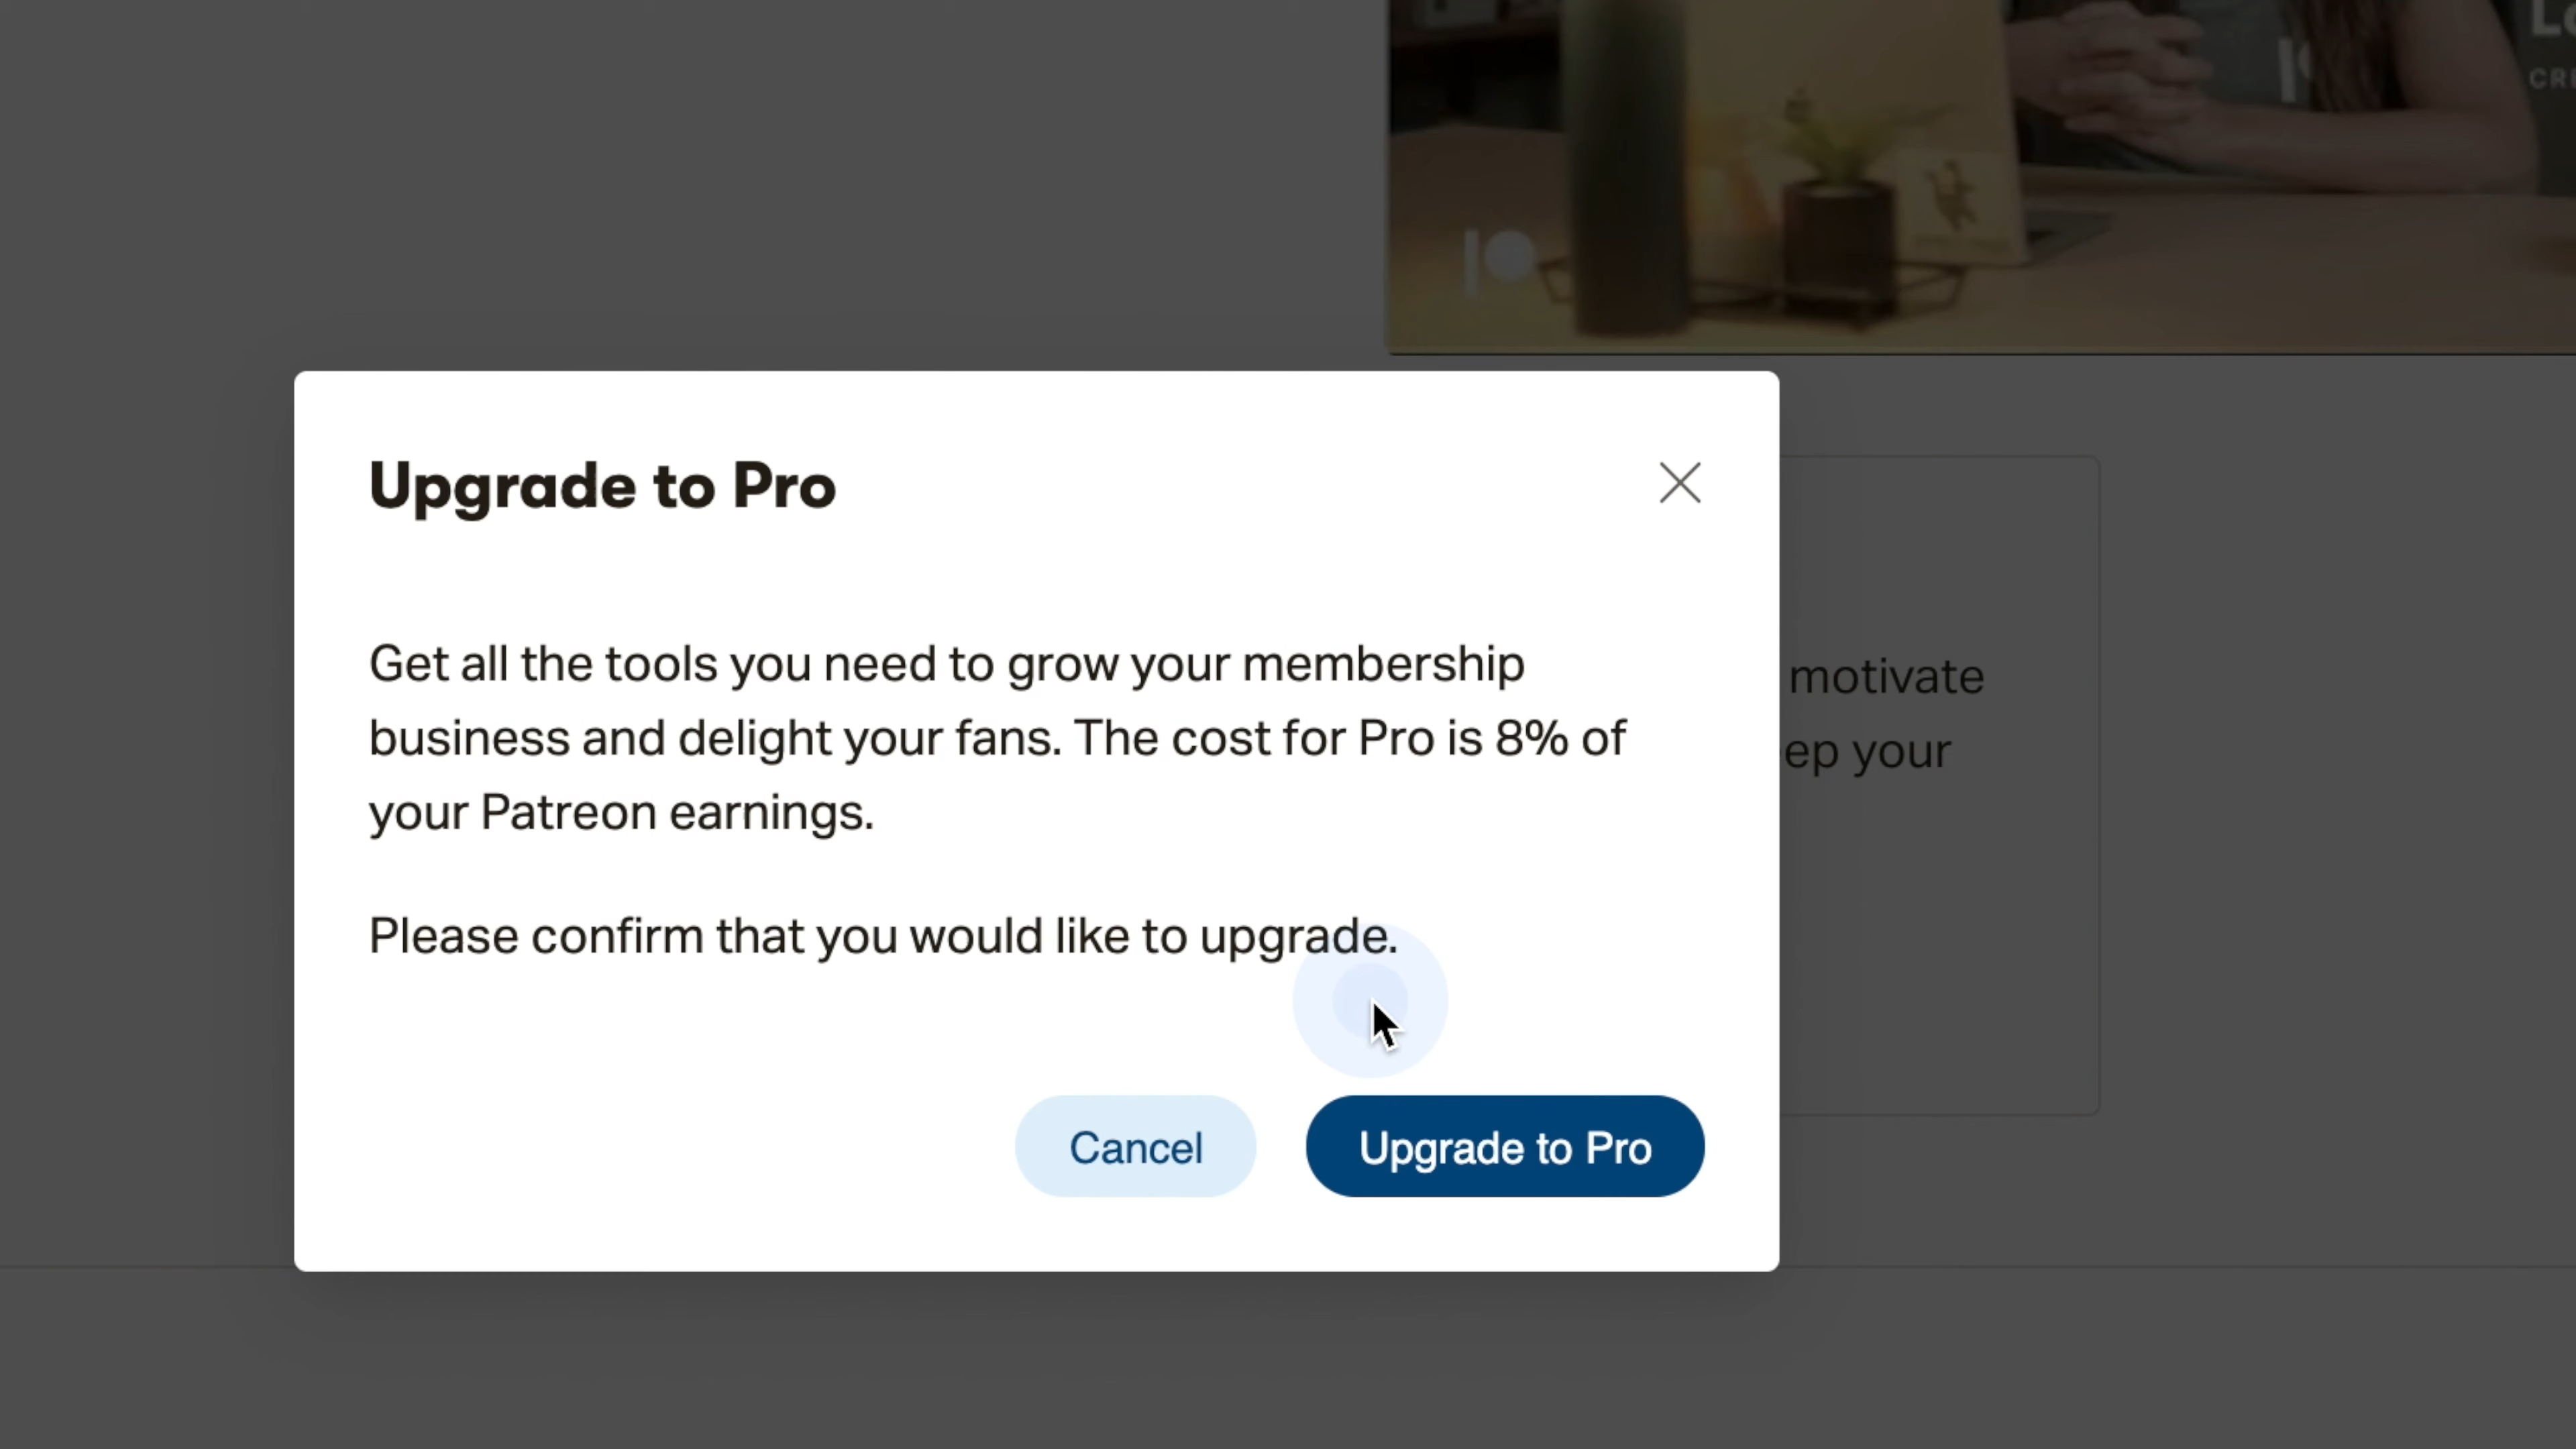 Upgrade to Pro
Get all the tools you need to grow your membership
business and delight your fans. The cost for Pro is 8% of
your Patreon earnings.
Please confirm that you would like to upgrade.
Cancel
Upgrade to Pro
motivate
your